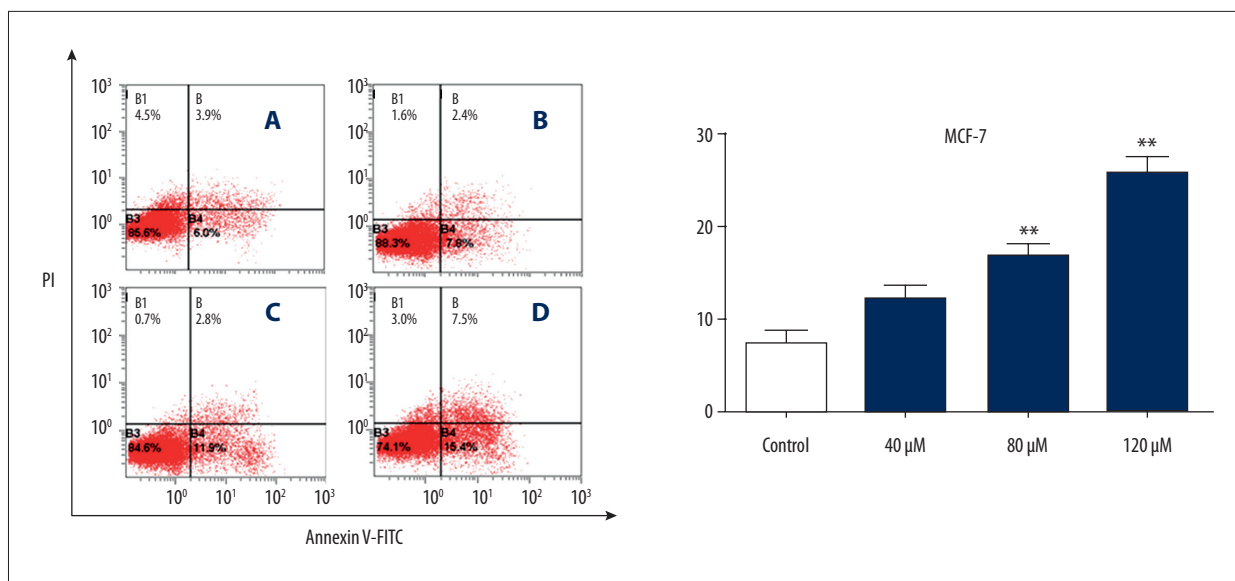 PI
10³
10²
10¹
10⁰
B1
4.5%
B
3.9%
A
B3
85.6%
B4
6.0%
10³
10²
10¹
10⁰
B1
1.6%
B
2.4%
B
B3
88.3%
B4
7.8%
10³
10²
10¹
10⁰
B1
0.7%
B
2.8%
C
B3
84.6%
B4
11.9%
10⁰ 10¹ 10² 10³
10³
10²
10¹
10⁰
B1
3.0%
B
7.5%
D
B3
74.1%
B4
15.4%
10⁰ 10¹ 10² 10³
Annexin V-FITC
MCF-7
30
20
10
0
**
**
Control 40 µM 80 µM 120 µM